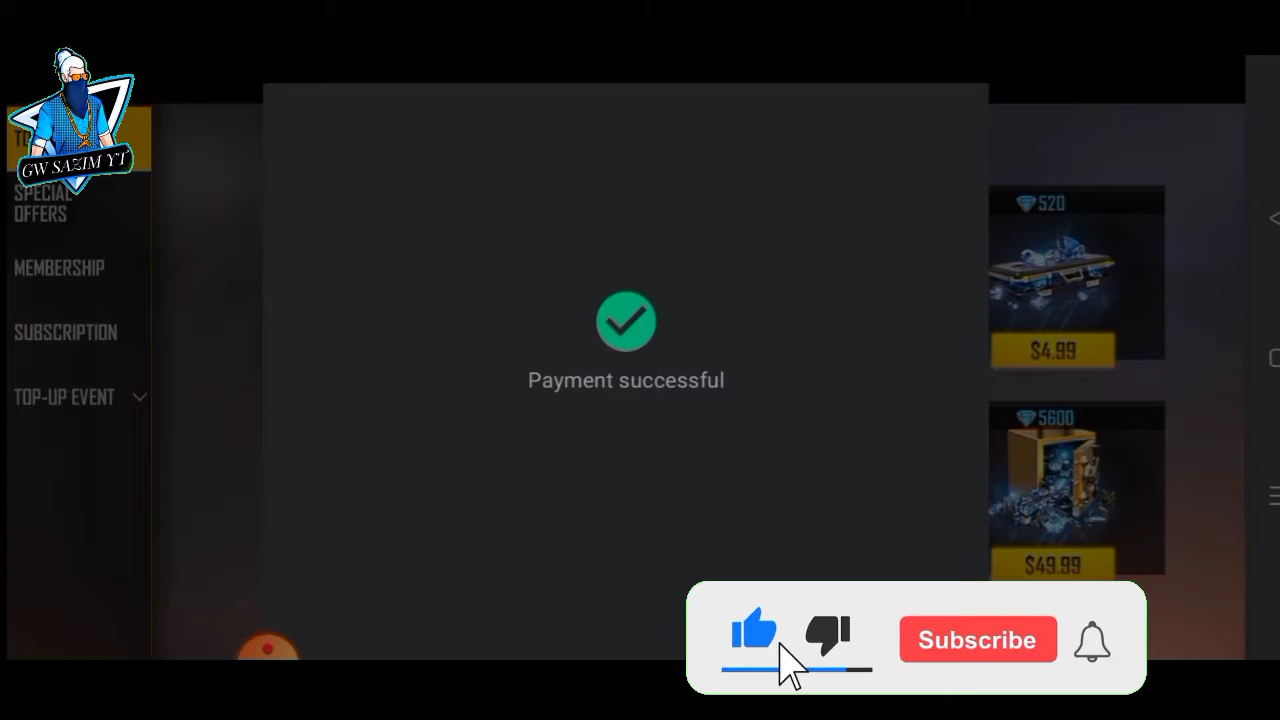 GW SAZIM YT
SPECIAL
OFFERS
MEMBERSHIP
SUBSCRIPTION
TOP-UP EVENT
Payment successful
520
$4.99
5600
$49.99
Subscribe